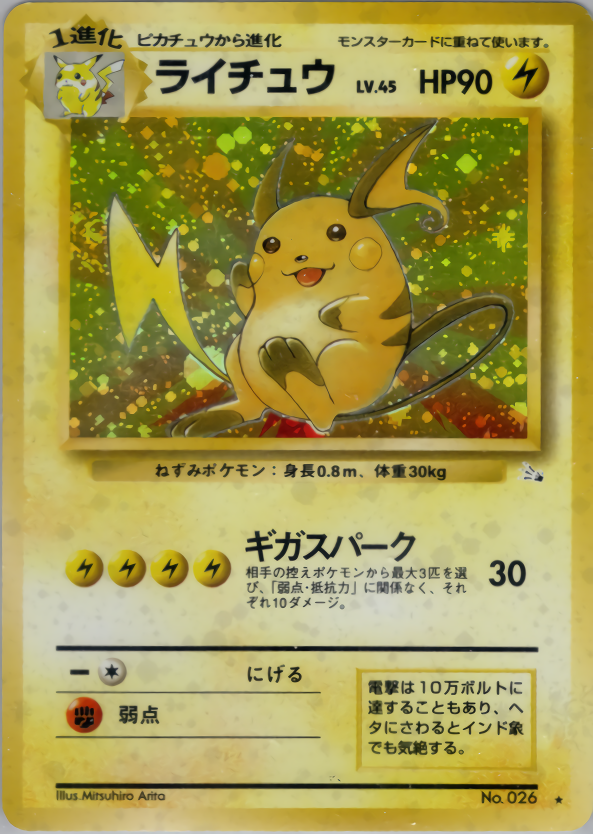 1進化 ピカチュウから進化 モンスターカードに重ねて使います。
ライチュウ LV.45 HP90
ねずみポケモン：身長0.8m、体重30kg
ギガスパーク
相手の控えポケモンから最大3匹を選
び、「弱点・抵抗力」に関係なく、それ
ぞれ10ダメージ。
30
ー にげる
弱点
電撃は10万ボルトに
達することもあり、ヘ
タにさわるとインド象
でも気絶する。
Illus.Mitsuhiro Arita
No.026 ★